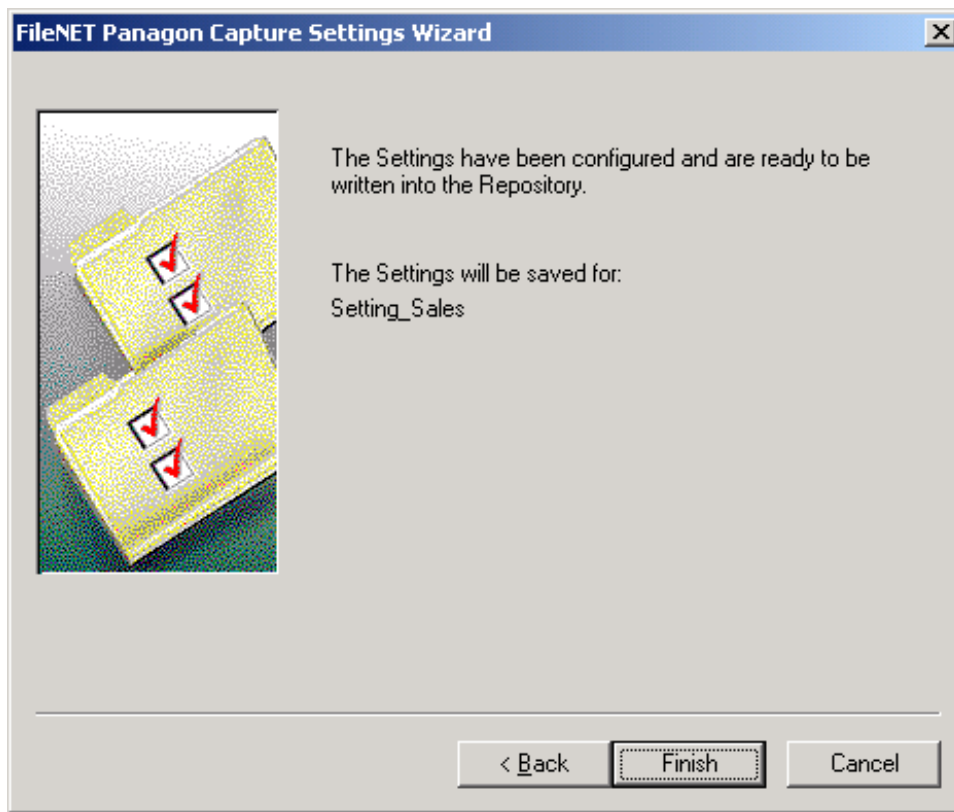 FileNET Panagon Capture Settings Wizard
The Settings have been configured and are ready to be
written into the Repository.
The Settings will be saved for:
Setting_Sales
< Back
Finish
Cancel